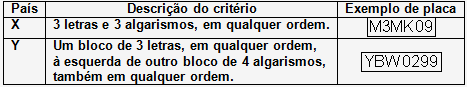 País Descrição do critério Exemplo de placa
X 3 letras e 3 algarismos, em qualquer ordem. M3MK09
Y Um bloco de 3 letras, em qualquer ordem,
à esquerda de outro bloco de 4 algarismos, YBW0299
também em qualquer ordem.